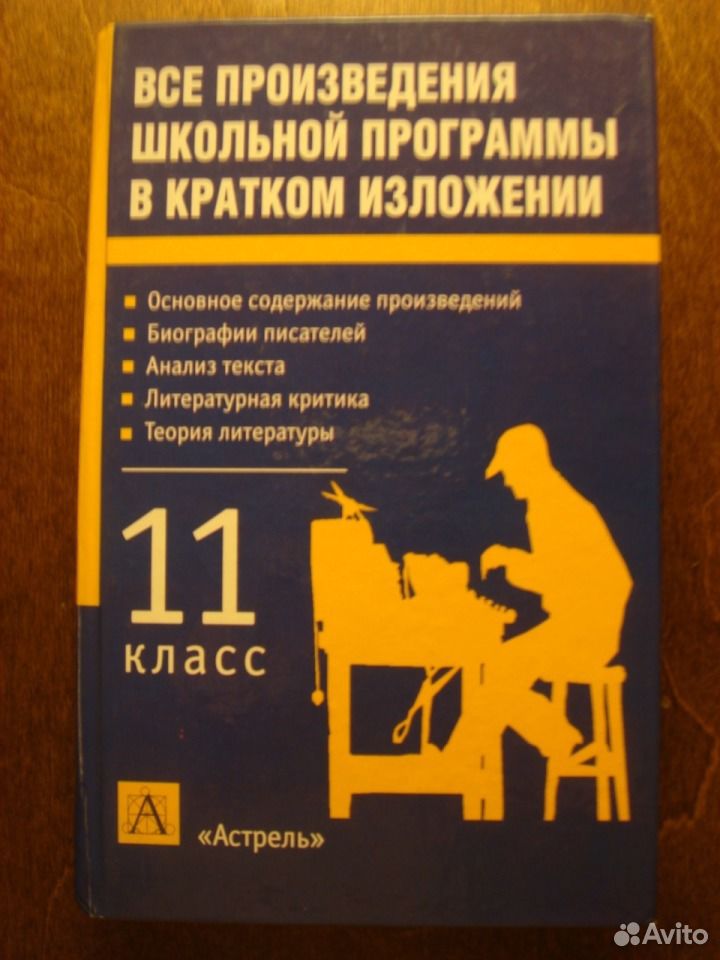 ВСЕ ПРОИЗВЕДЕНИЯ
ШКОЛЬНОЙ ПРОГРАММЫ
В КРАТКОМ ИЗЛОЖЕНИИ
Основное содержание произведений
Биографии писателей
Анализ текста
Литературная критика
Теория литературы
11
класс
А
«Астрель»
Avito